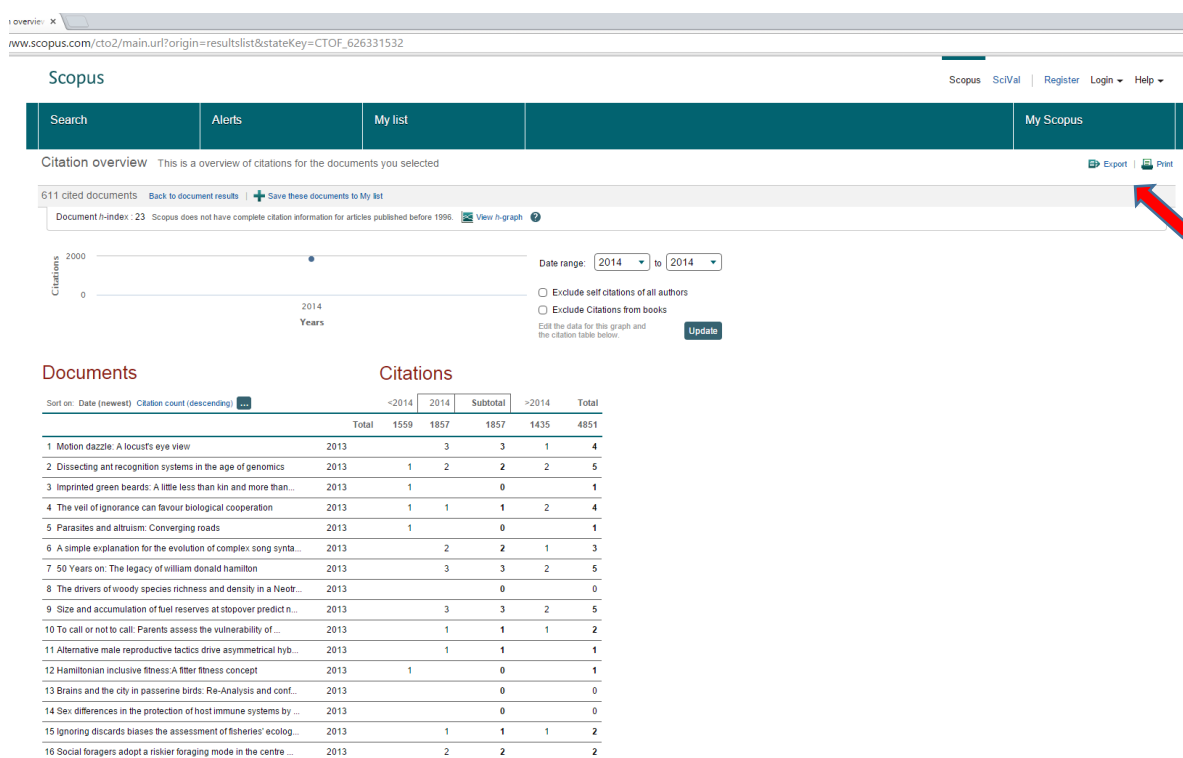 n overview ×
www.scopus.com/cto2/main.url?origin=resultslist&stateKey=CTOF_626331532
Scopus
Scopus SciVal | Register Login Help
Search Alerts My list My Scopus
Citation overview This is a overview of citations for the documents you selected
Export | Print
611 cited documents Back to document results | Save these documents to My list
Document h-index : 23 Scopus does not have complete citation information for articles published before 1996. View h-graph ?
Citations
2000
0
2014
Years
Date range: 2014 to 2014
Exclude self citations of all authors
Exclude Citations from books
Edit the data for this graph and
the citation table below.
Update
Documents Citations
Sort on: Date (newest) Citation count (descending) ... <2014 2014 Subtotal >2014 Total
Total 1559 1857 1857 1435 4851
1 Motion dazzle: A locust's eye view 2013 3 3 1 4
2 Dissecting ant recognition systems in the age of genomics 2013 1 2 2 2 5
3 Imprinted green beards: A little less than kin and more than... 2013 1 0 1
4 The veil of ignorance can favour biological cooperation 2013 1 1 1 2 4
5 Parasites and altruism: Converging roads 2013 1 0 1
6 A simple explanation for the evolution of complex song synta... 2013 2 2 1 3
7 50 Years on: The legacy of william donald hamilton 2013 3 3 2 5
8 The drivers of woody species richness and density in a Neotr... 2013 0 0
9 Size and accumulation of fuel reserves at stopover predict n... 2013 3 3 2 5
10 To call or not to call: Parents assess the vulnerability of ... 2013 1 1 1 2
11 Alternative male reproductive tactics drive asymmetrical hyb... 2013 1 1 1
12 Hamiltonian inclusive fitness:A fitter fitness concept 2013 1 0 1
13 Brains and the city in passerine birds: Re-Analysis and conf... 2013 0 0
14 Sex differences in the protection of host immune systems by ... 2013 0 0
15 Ignoring discards biases the assessment of fisheries' ecolog... 2013 1 1 1 2
16 Social foragers adopt a riskier foraging mode in the centre ... 2013 2 2 2